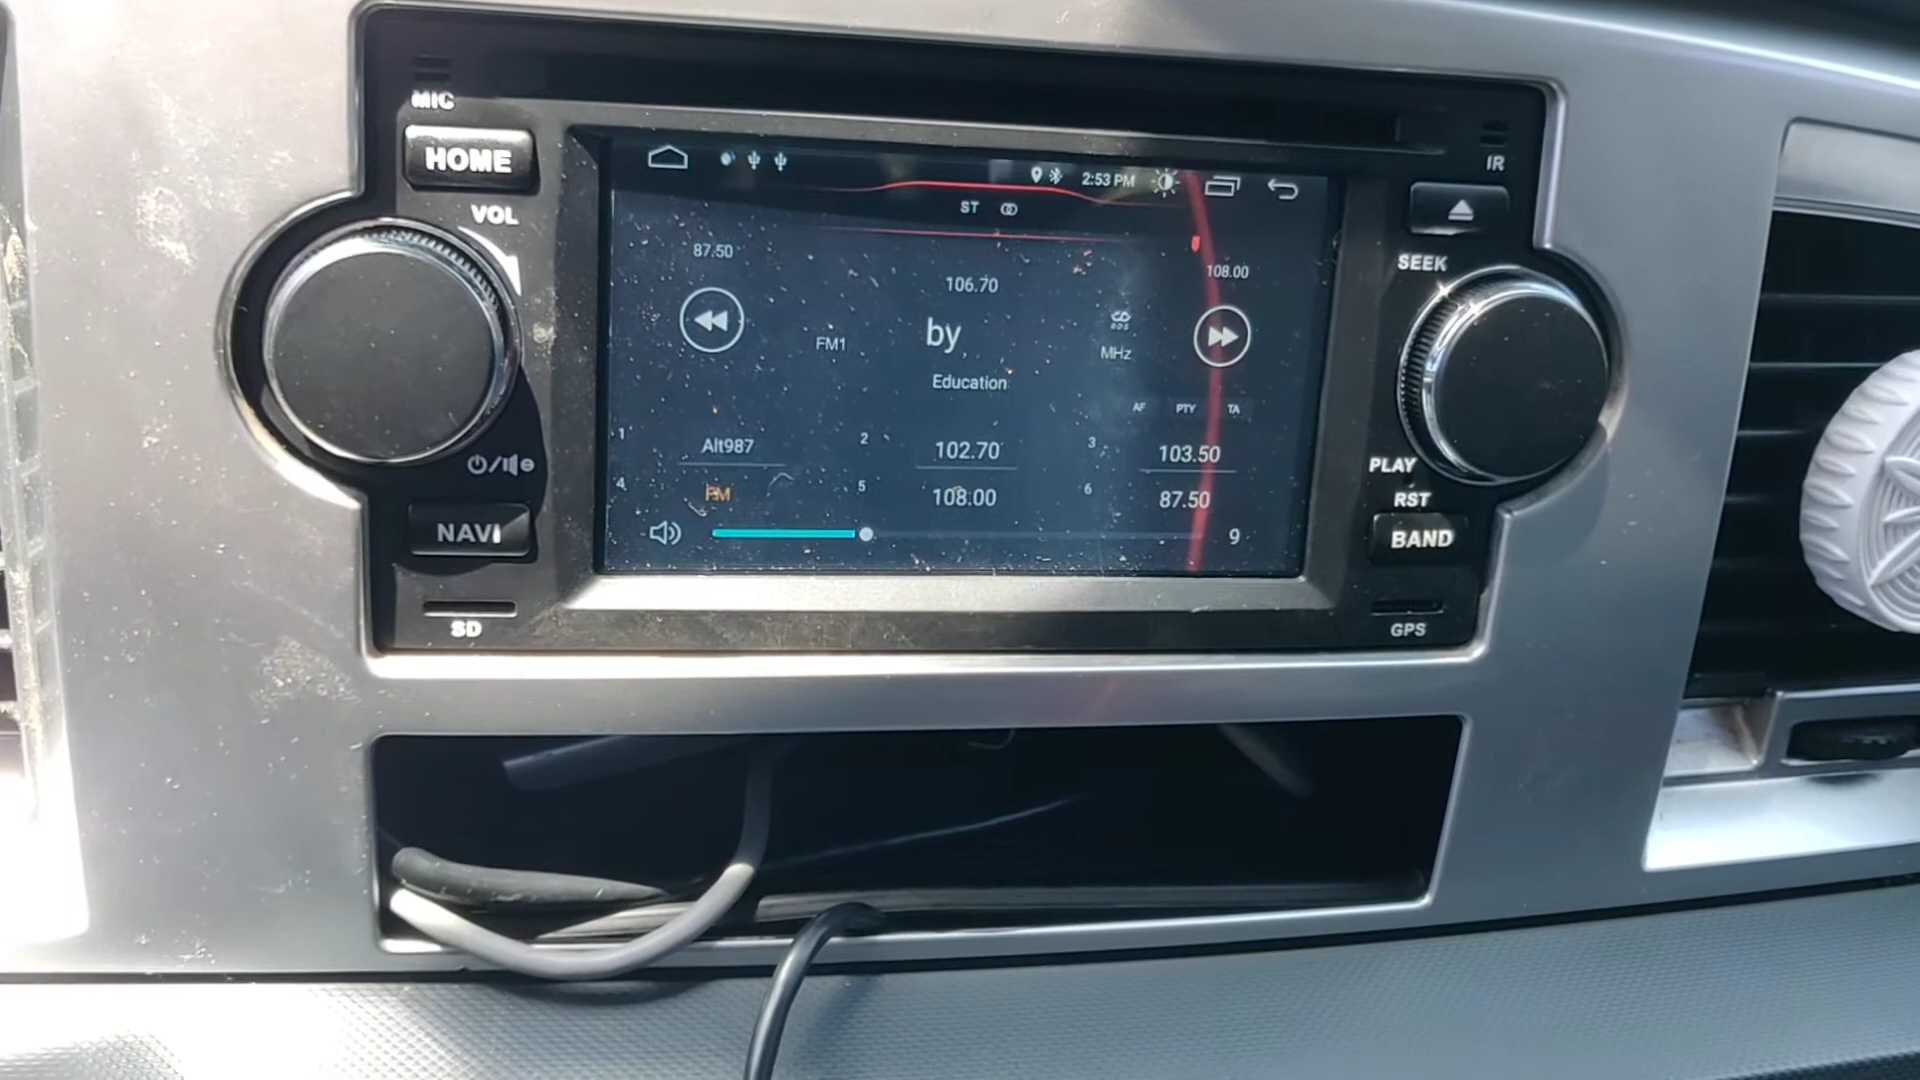 MIC
HOME
VOL
NAVI
SD
2:53 PM
ST
87.50
108.00
106.70
by
FM1
RDS
MHz
Education
AF PTY TA
1 Alt987 2 102.70 3 103.50
4 FM 5 108.00 6 87.50
9
IR
SEEK
PLAY
RST
BAND
GPS